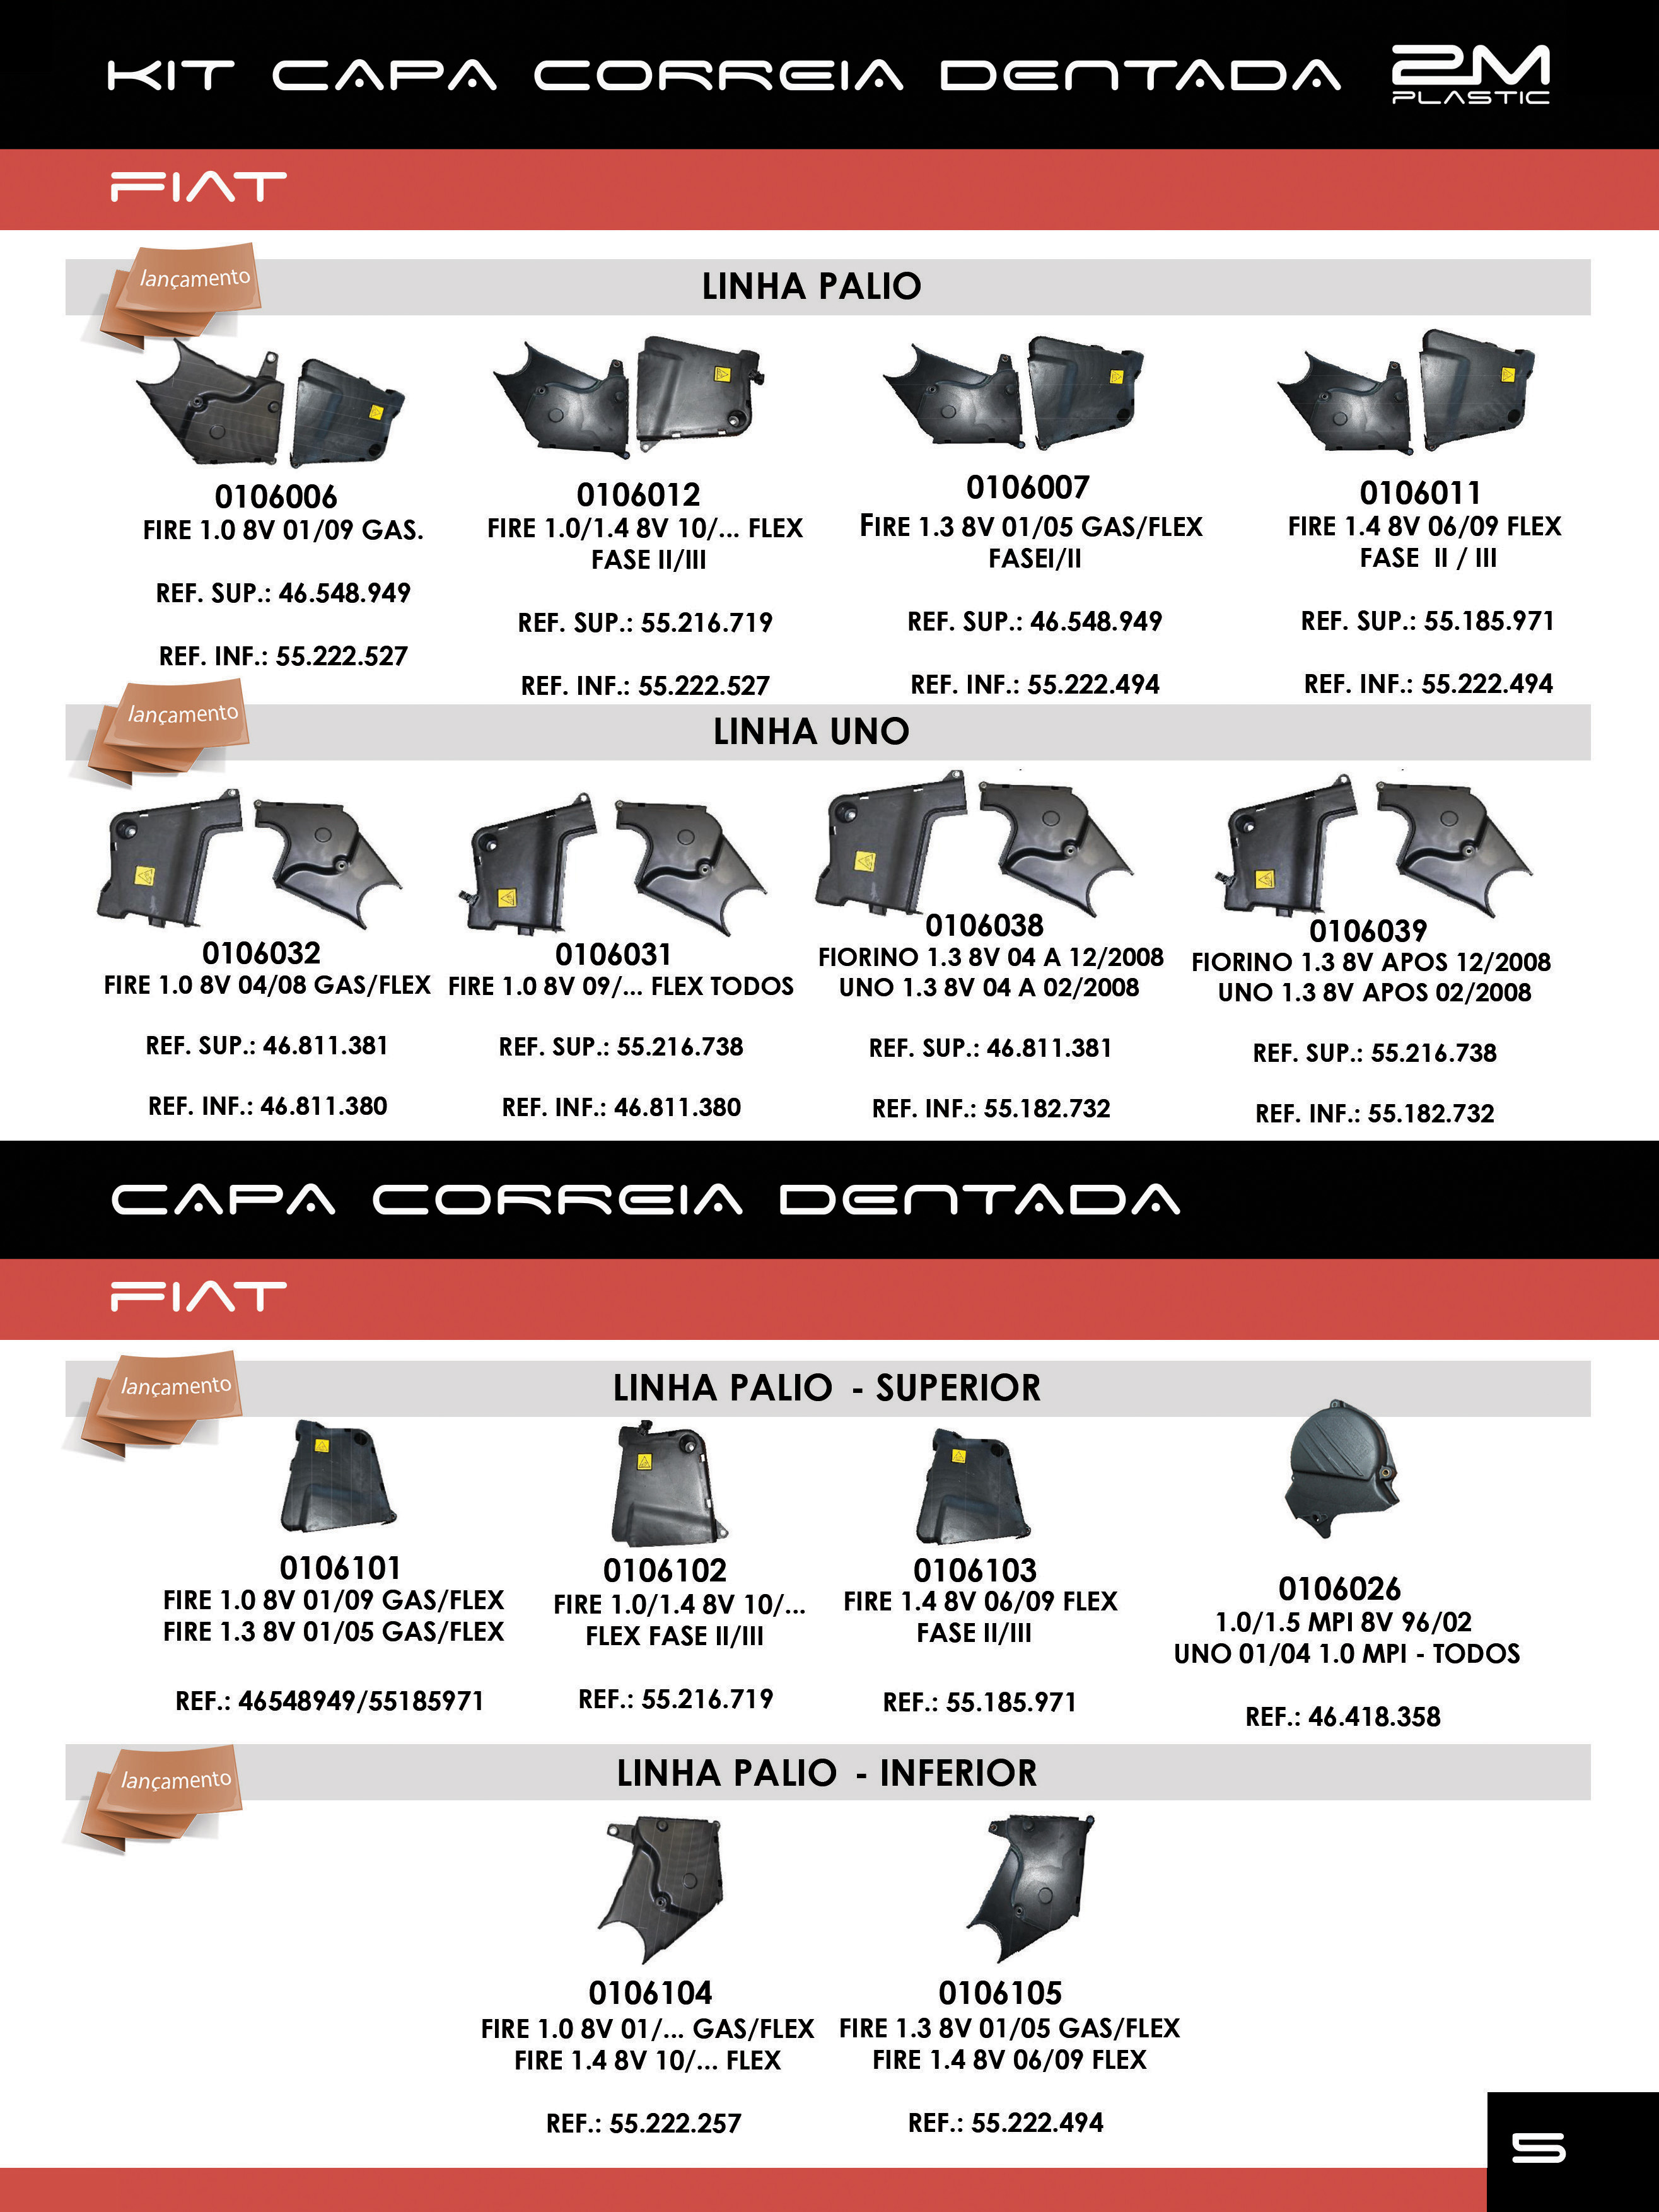 KIT CAPA CORREIA DENTADA
2M
PLASTIC
FIAT
lançamento
LINHA PALIO
0106006
FIRE 1.0 8V 01/09 GAS.
REF. SUP.: 46.548.949
REF. INF.: 55.222.527
0106012
FIRE 1.0/1.4 8V 10/... FLEX
FASE II/III
REF. SUP.: 55.216.719
REF. INF.: 55.222.527
0106007
FIRE 1.3 8V 01/05 GAS/FLEX
FASEI/II
REF. SUP.: 46.548.949
REF. INF.: 55.222.494
0106011
FIRE 1.4 8V 06/09 FLEX
FASE II / III
REF. SUP.: 55.185.971
REF. INF.: 55.222.494
lançamento
LINHA UNO
0106032
FIRE 1.0 8V 04/08 GAS/FLEX
REF. SUP.: 46.811.381
REF. INF.: 46.811.380
0106031
FIRE 1.0 8V 09/... FLEX TODOS
REF. SUP.: 55.216.738
REF. INF.: 46.811.380
0106038
FIORINO 1.3 8V 04 A 12/2008
UNO 1.3 8V 04 A 02/2008
REF. SUP.: 46.811.381
REF. INF.: 55.182.732
0106039
FIORINO 1.3 8V APOS 12/2008
UNO 1.3 8V APOS 02/2008
REF. SUP.: 55.216.738
REF. INF.: 55.182.732
CAPA CORREIA DENTADA
FIAT
lançamento
LINHA PALIO - SUPERIOR
0106101
FIRE 1.0 8V 01/09 GAS/FLEX
FIRE 1.3 8V 01/05 GAS/FLEX
REF.: 46548949/55185971
0106102
FIRE 1.0/1.4 8V 10/...
FLEX FASE II/III
REF.: 55.216.719
0106103
FIRE 1.4 8V 06/09 FLEX
FASE II/III
REF.: 55.185.971
0106026
1.0/1.5 MPI 8V 96/02
UNO 01/04 1.0 MPI - TODOS
REF.: 46.418.358
lançamento
LINHA PALIO - INFERIOR
0106104
FIRE 1.0 8V 01/... GAS/FLEX
FIRE 1.4 8V 10/... FLEX
REF.: 55.222.257
0106105
FIRE 1.3 8V 01/05 GAS/FLEX
FIRE 1.4 8V 06/09 FLEX
REF.: 55.222.494
5